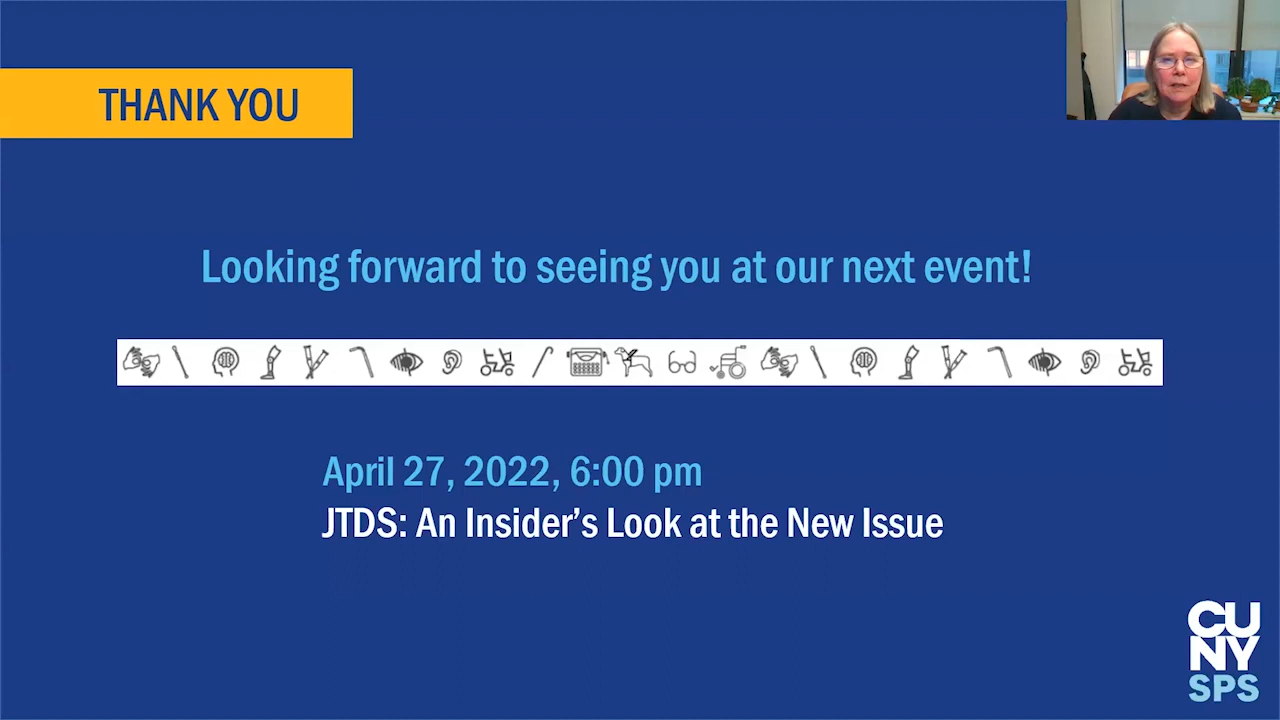 THANK YOU
Looking forward to seeing you at our next event!
April 27, 2022, 6:00 pm
JTDS: An Insider’s Look at the New Issue
CU
NY
SPS